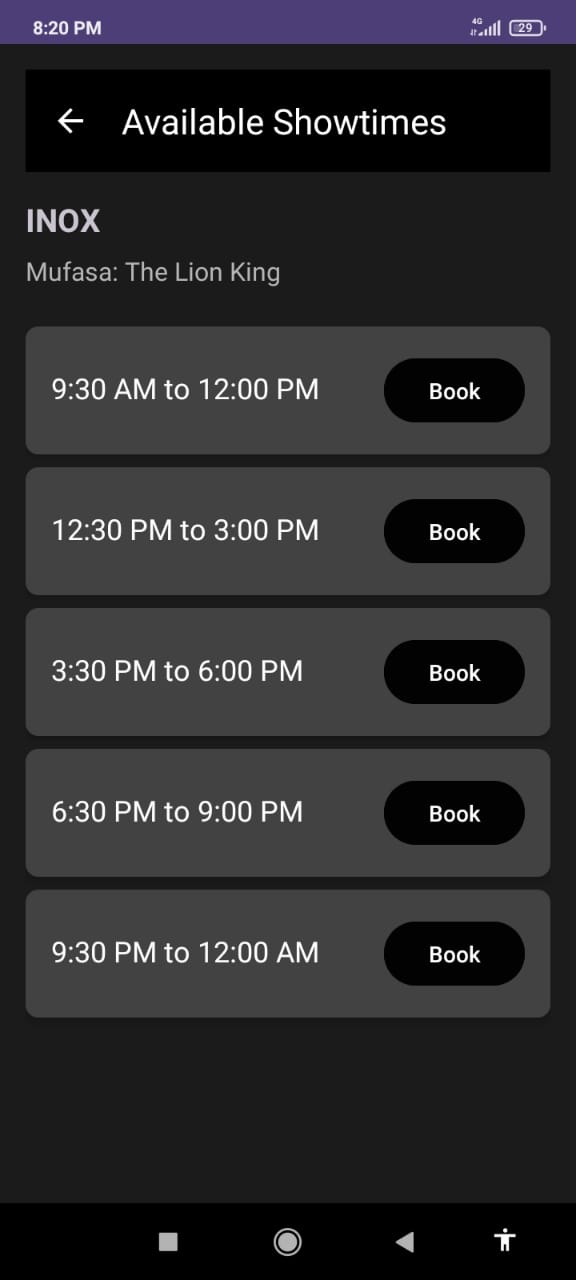 8:20 PM 4G 29
Available Showtimes
INOX
Mufasa: The Lion King
9:30 AM to 12:00 PM Book
12:30 PM to 3:00 PM Book
3:30 PM to 6:00 PM Book
6:30 PM to 9:00 PM Book
9:30 PM to 12:00 AM Book